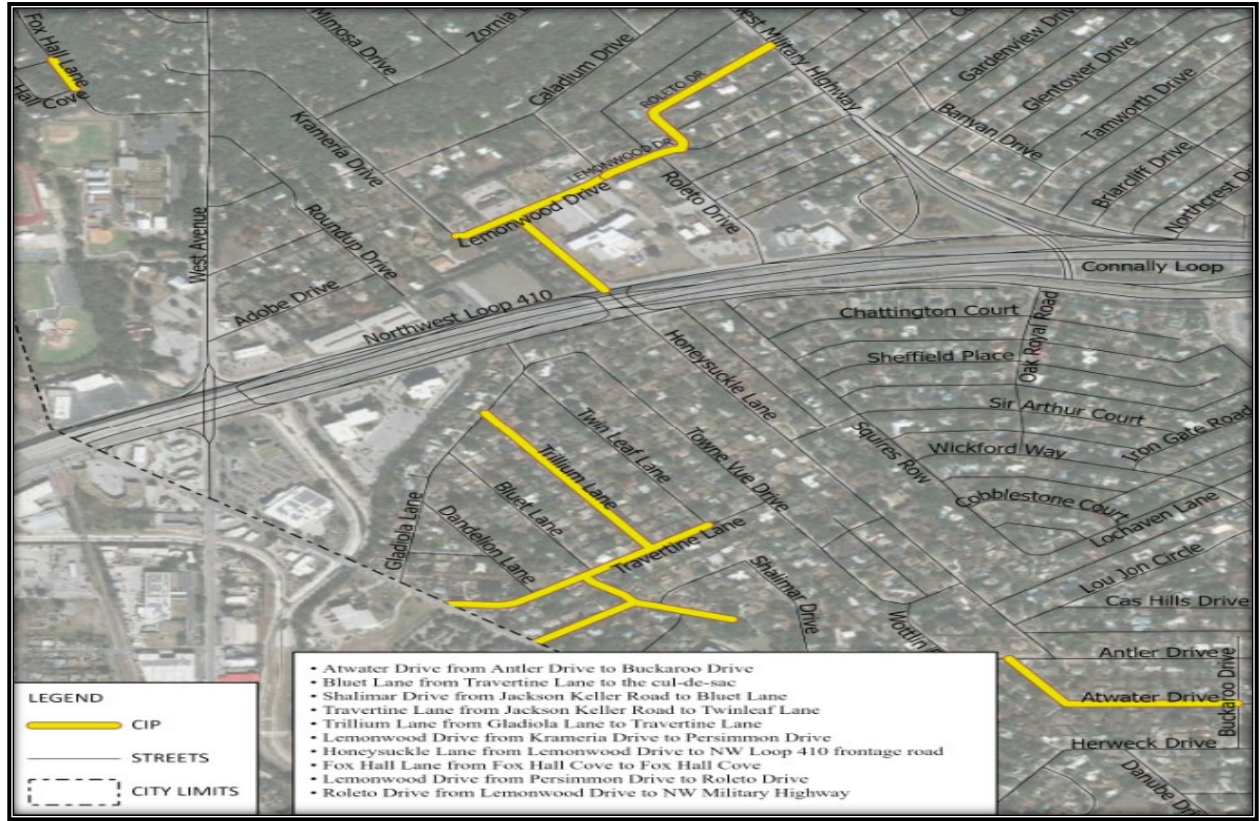 Fox Hall Lane
Hall Cove
Mimosa Drive
Caladium Drive
West Military Highway
Gardenview Drive
Glentower Drive
Tamworth Drive
Banyan Drive
Briarcliff Drive
Krameria Drive
ROLETO DR
LEMONWOOD DR
Lemonwood Drive
Roleto Drive
West Avenue
Roundup Drive
Adobe Drive
Northwest Loop 410
Connally Loop
Chattington Court
Sheffield Place
Oak Royal Road
Sir Arthur Court
Iron Gate Road
Wickford Way
Cobblestone Court
Lochaven Lane
Lou Jon Circle
Cas Hills Drive
Honeysuckle Lane
Squires Row
Twin Leaf Lane
Towne Vue Drive
Trillium Lane
Bluet Lane
Dandelion Lane
Gladiola Lane
Travertine Lane
Shalimar Drive
Antler Drive
Atwater Drive
Buckaroo Drive
Herweck Drive
LEGEND
CIP
STREETS
CITY LIMITS
• Atwater Drive from Antler Drive to Buckaroo Drive
• Bluet Lane from Travertine Lane to the cul-de-sac
• Shalimar Drive from Jackson Keller Road to Bluet Lane
• Travertine Lane from Jackson Keller Road to Twinleaf Lane
• Trillium Lane from Gladiola Lane to Travertine Lane
• Lemonwood Drive from Krameria Drive to Persimmon Drive
• Honeysuckle Lane from Lemonwood Drive to NW Loop 410 frontage road
• Fox Hall Lane from Fox Hall Cove to Fox Hall Cove
• Lemonwood Drive from Persimmon Drive to Roleto Drive
• Roleto Drive from Lemonwood Drive to NW Military Highway